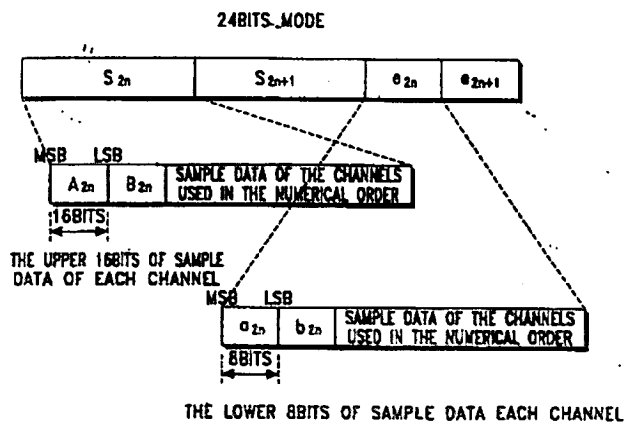 24BITS MODE
S2n S2n+1 e2n e2n+1
MSB LSB
A2n B2n SAMPLE DATA OF THE CHANNELS
USED IN THE NUMERICAL ORDER
16BITS
THE UPPER 16BITS OF SAMPLE
DATA OF EACH CHANNEL
MSB LSB
a2n b2n SAMPLE DATA OF THE CHANNELS
USED IN THE NUMERICAL ORDER
8BITS
THE LOWER 8BITS OF SAMPLE DATA EACH CHANNEL